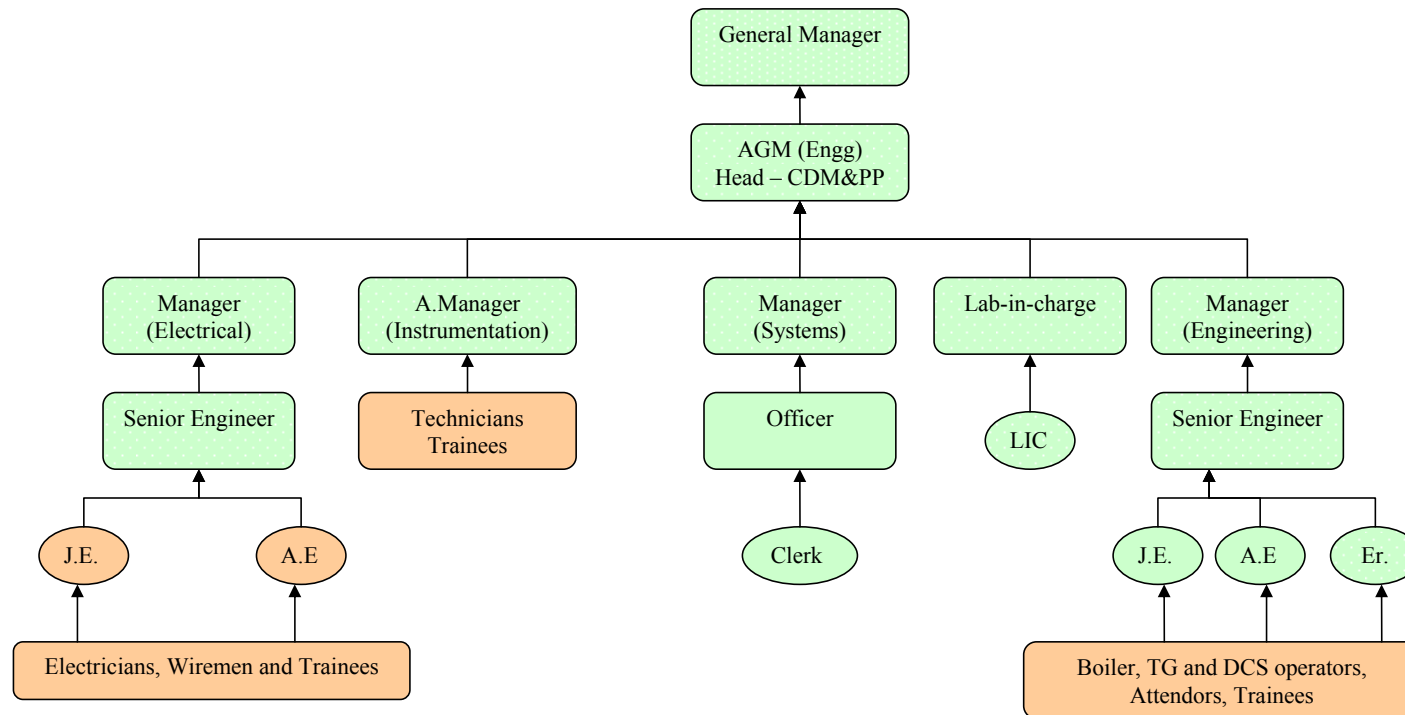 General Manager
AGM (Engg)
Head – CDM&PP
Manager
(Electrical)
A.Manager
(Instrumentation)
Manager
(Systems)
Lab-in-charge
Manager
(Engineering)
Senior Engineer
Technicians
Trainees
Officer
LIC
Senior Engineer
J.E.
A.E
Clerk
J.E.
A.E
Er.
Electricians, Wiremen and Trainees
Boiler, TG and DCS operators,
Attendors, Trainees